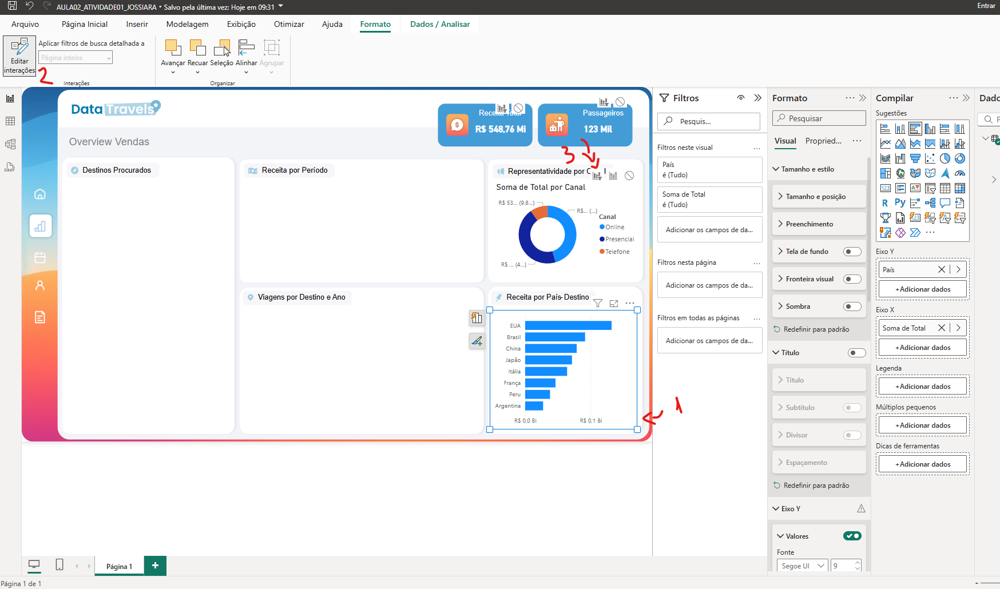 AULA02_ATIVIDADE01_JOSSIARA • Salvo pela última vez: Hoje em 09:31
Entrar
Arquivo Página Inicial Inserir Modelagem Exibição Otimizar Ajuda Formato Dados / Analisar
Editar interações
Aplicar filtros de busca detalhada a
Página inteira
2
Interações
Avançar Recuar Seleção Alinhar Agrupar
Organizar
Data Travels
Overview Vendas
Receita Total
R$ 548,76 Mi
Passageiros
123 Mil
3
Destinos Procurados
Receita por Período
Representatividade por
Soma de Total por Canal
R$ 53... (9,8...)
R$... (...)
R$ ... (4...)
Canal
Online
Presencial
Telefone
Viagens por Destino e Ano
Receita por País- Destino
EUA
Brasil
China
Japão
Itália
França
Peru
Argentina
R$ 0,0 Bi R$ 0,1 Bi
1
Filtros
Pesquis...
Filtros neste visual ...
País
é (Tudo)
Soma de Total
é (Tudo)
Adicionar os campos de da...
Filtros nesta página ...
Adicionar os campos de da...
Filtros em todas as páginas ...
Adicionar os campos de da...
Formato
Pesquisar
Visual Propried... ...
Tamanho e estilo
Tamanho e posição
Preenchimento
Tela de fundo
Fronteira visual
Sombra
Redefinir para padrão
Título
Título
Subtítulo
Divisor
Espaçamento
Redefinir para padrão
Eixo Y
Valores
Fonte
Segoe UI 9
Compilar
Sugestões
123
R Py
Eixo Y
País
+Adicionar dados
Eixo X
Soma de Total
+Adicionar dados
Legenda
+Adicionar dados
Múltiplos pequenos
+Adicionar dados
Dicas de ferramentas
+Adicionar dados
Página 1
Página 1 de 1